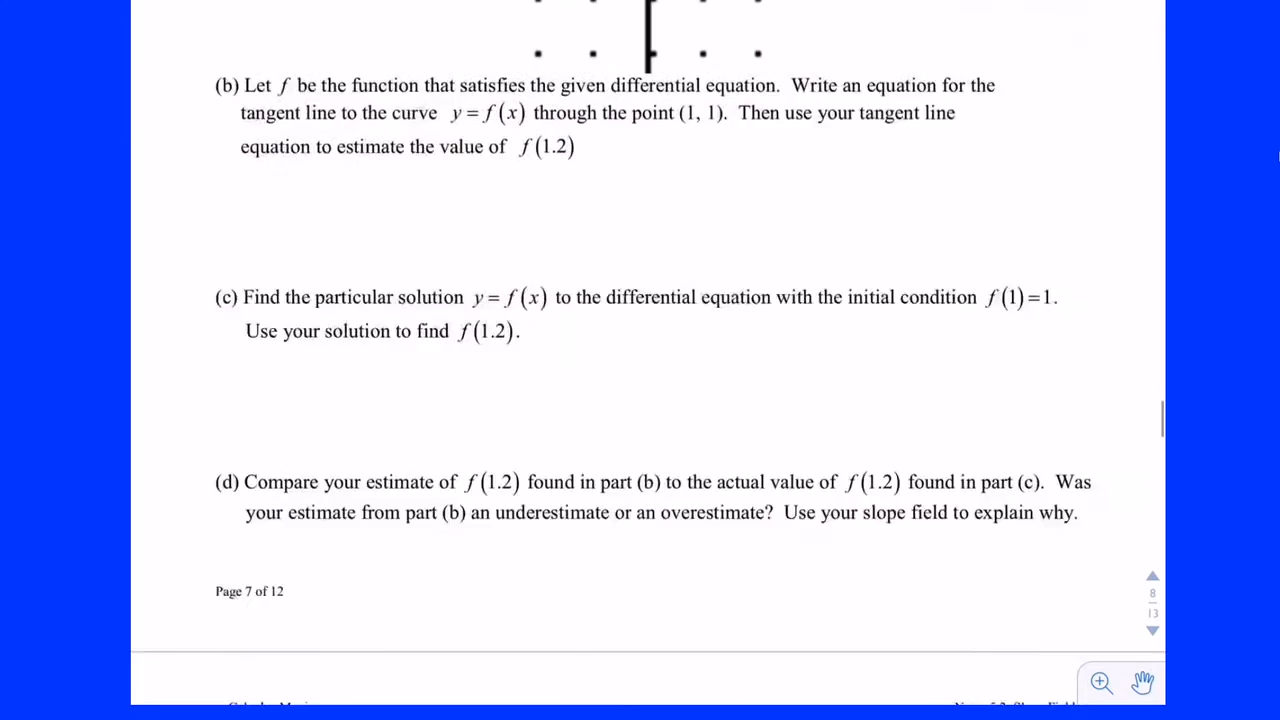 (b) Let f be the function that satisfies the given differential equation. Write an equation for the
tangent line to the curve y = f(x) through the point (1, 1). Then use your tangent line
equation to estimate the value of f(1.2)
(c) Find the particular solution y = f(x) to the differential equation with the initial condition f(1) = 1.
Use your solution to find f(1.2).
(d) Compare your estimate of f(1.2) found in part (b) to the actual value of f(1.2) found in part (c). Was
your estimate from part (b) an underestimate or an overestimate? Use your slope field to explain why.
Page 7 of 12
8
13